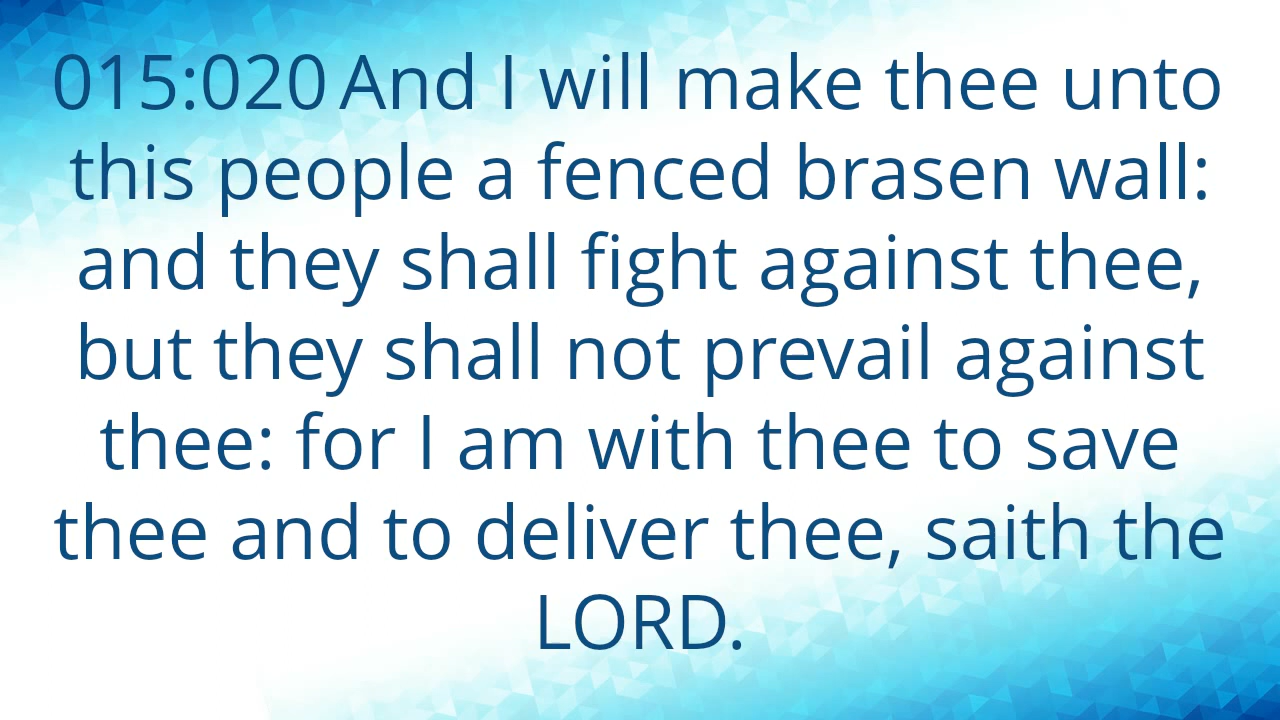 015:020 And I will make thee unto
this people a fenced brasen wall:
and they shall fight against thee,
but they shall not prevail against
thee: for I am with thee to save
thee and to deliver thee, saith the
LORD.